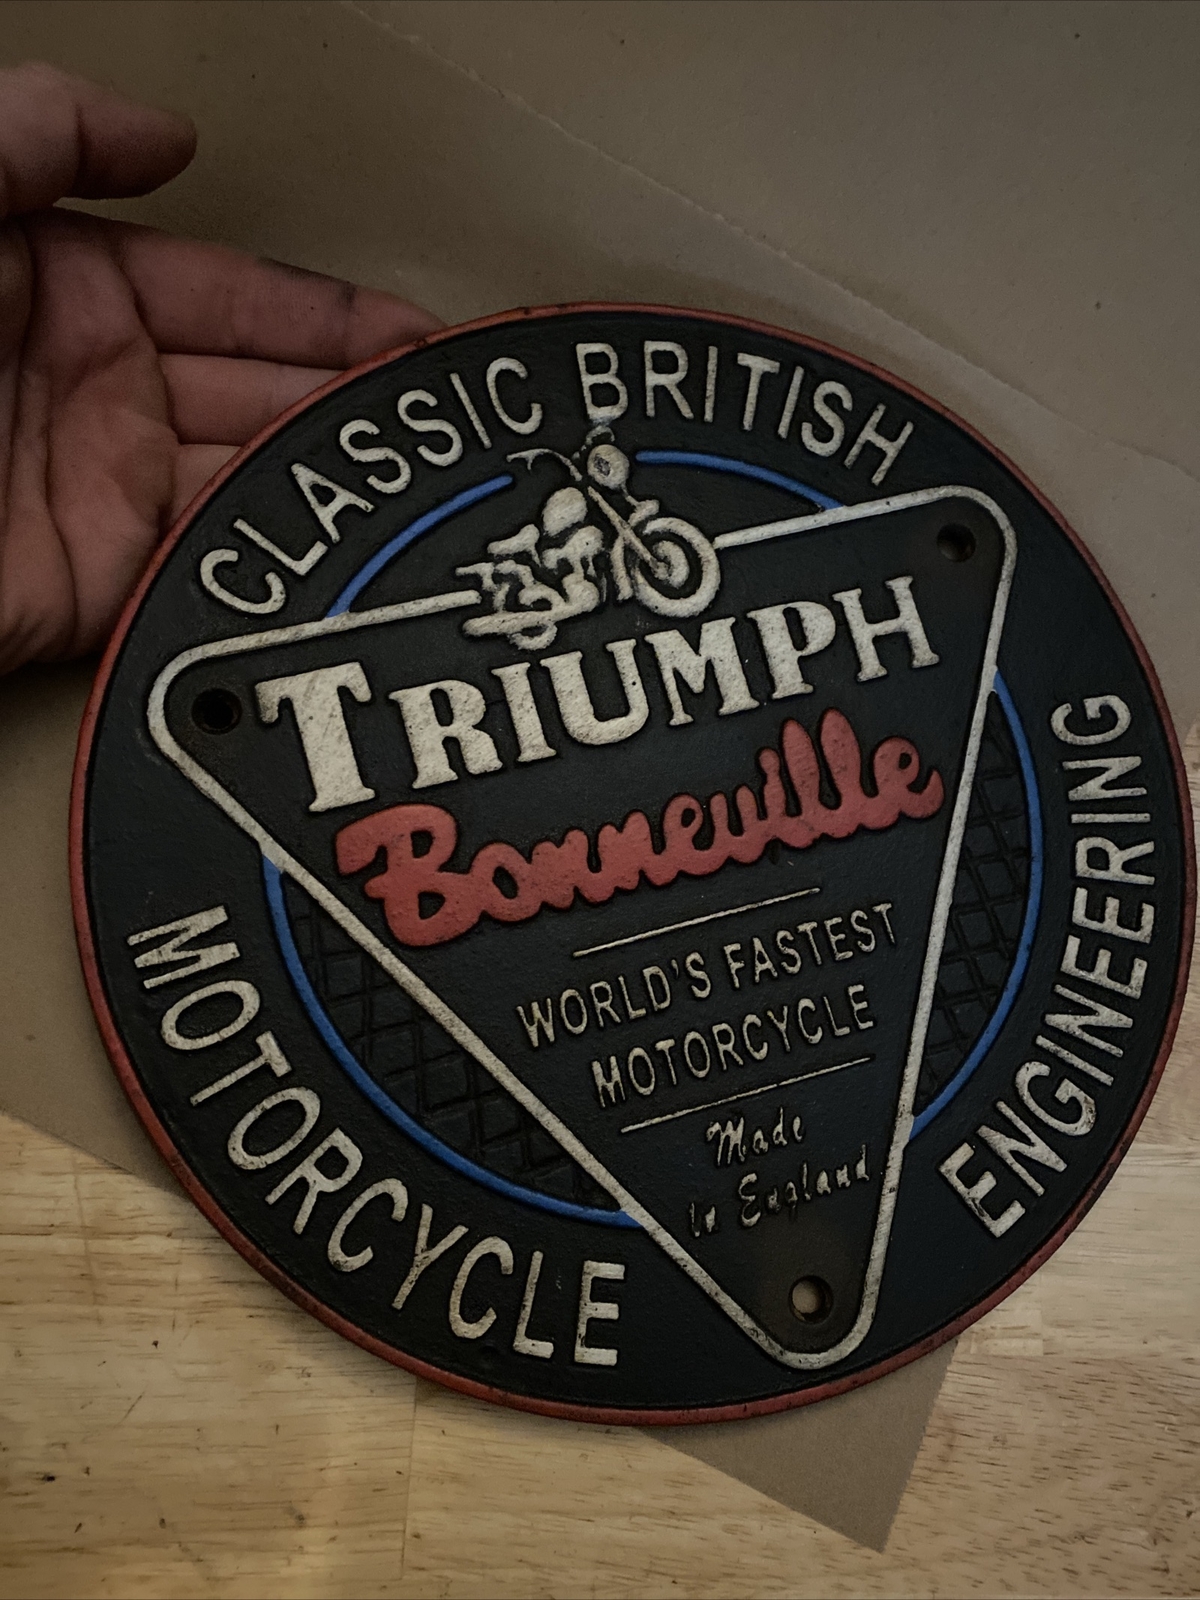 CLASSIC BRITISH
TRIUMPH
Bonneville
WORLD'S FASTEST
MOTORCYCLE
Made
In England
MOTORCYCLE
ENGINEERING